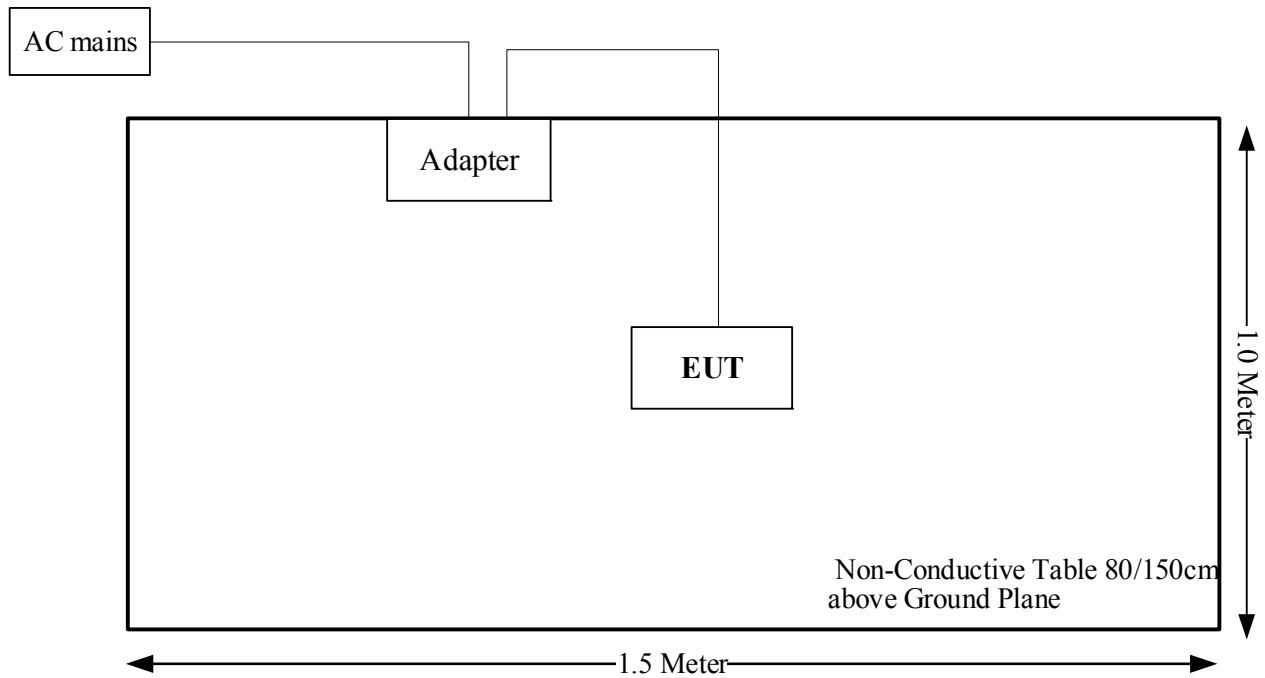 AC mains
Adapter
EUT
1.0 Meter
Non-Conductive Table 80/150cm
above Ground Plane
1.5 Meter